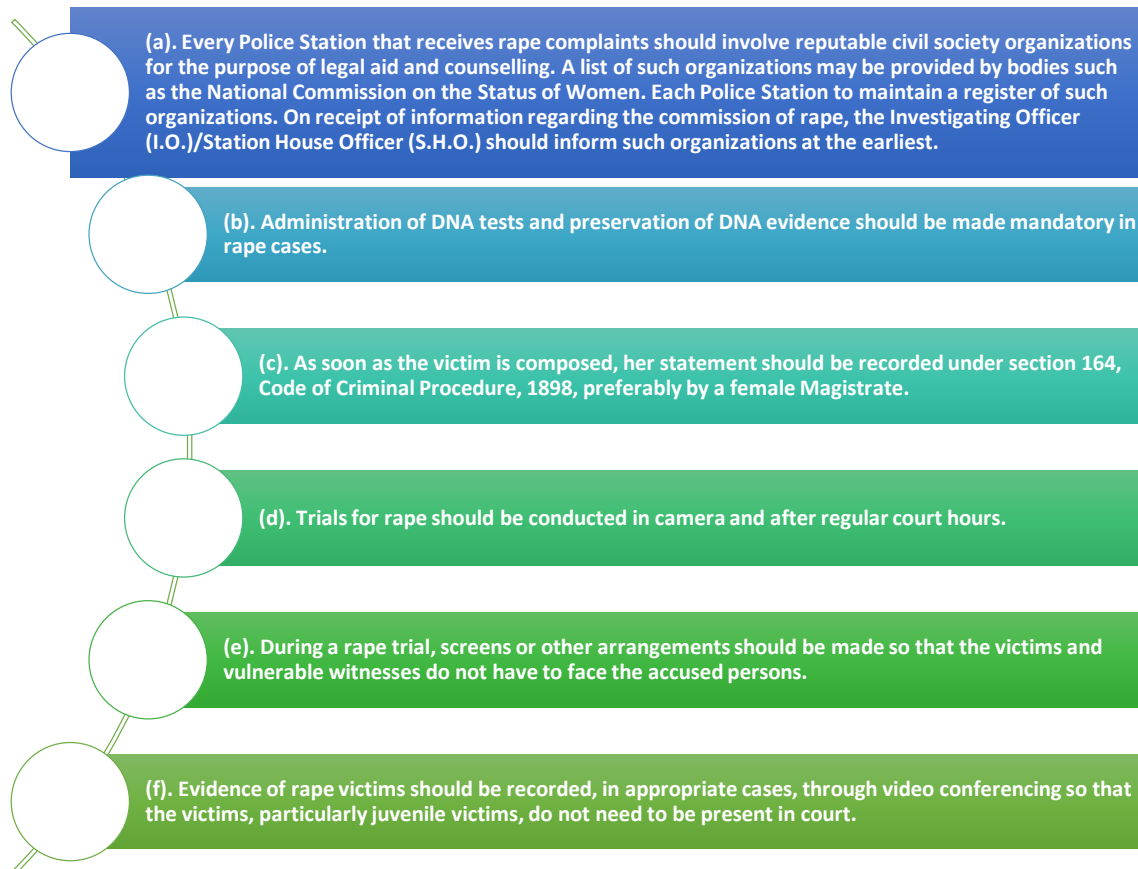 (a). Every Police Station that receives rape complaints should involve reputable civil society organizations
for the purpose of legal aid and counselling. A list of such organizations may be provided by bodies such
as the National Commission on the Status of Women. Each Police Station to maintain a register of such
organizations. On receipt of information regarding the commission of rape, the Investigating Officer
(I.O.)/Station House Officer (S.H.O.) should inform such organizations at the earliest.
(b). Administration of DNA tests and preservation of DNA evidence should be made mandatory in
rape cases.
(c). As soon as the victim is composed, her statement should be recorded under section 164,
Code of Criminal Procedure, 1898, preferably by a female Magistrate.
(d). Trials for rape should be conducted in camera and after regular court hours.
(e). During a rape trial, screens or other arrangements should be made so that the victims and
vulnerable witnesses do not have to face the accused persons.
(f). Evidence of rape victims should be recorded, in appropriate cases, through video conferencing so that
the victims, particularly juvenile victims, do not need to be present in court.